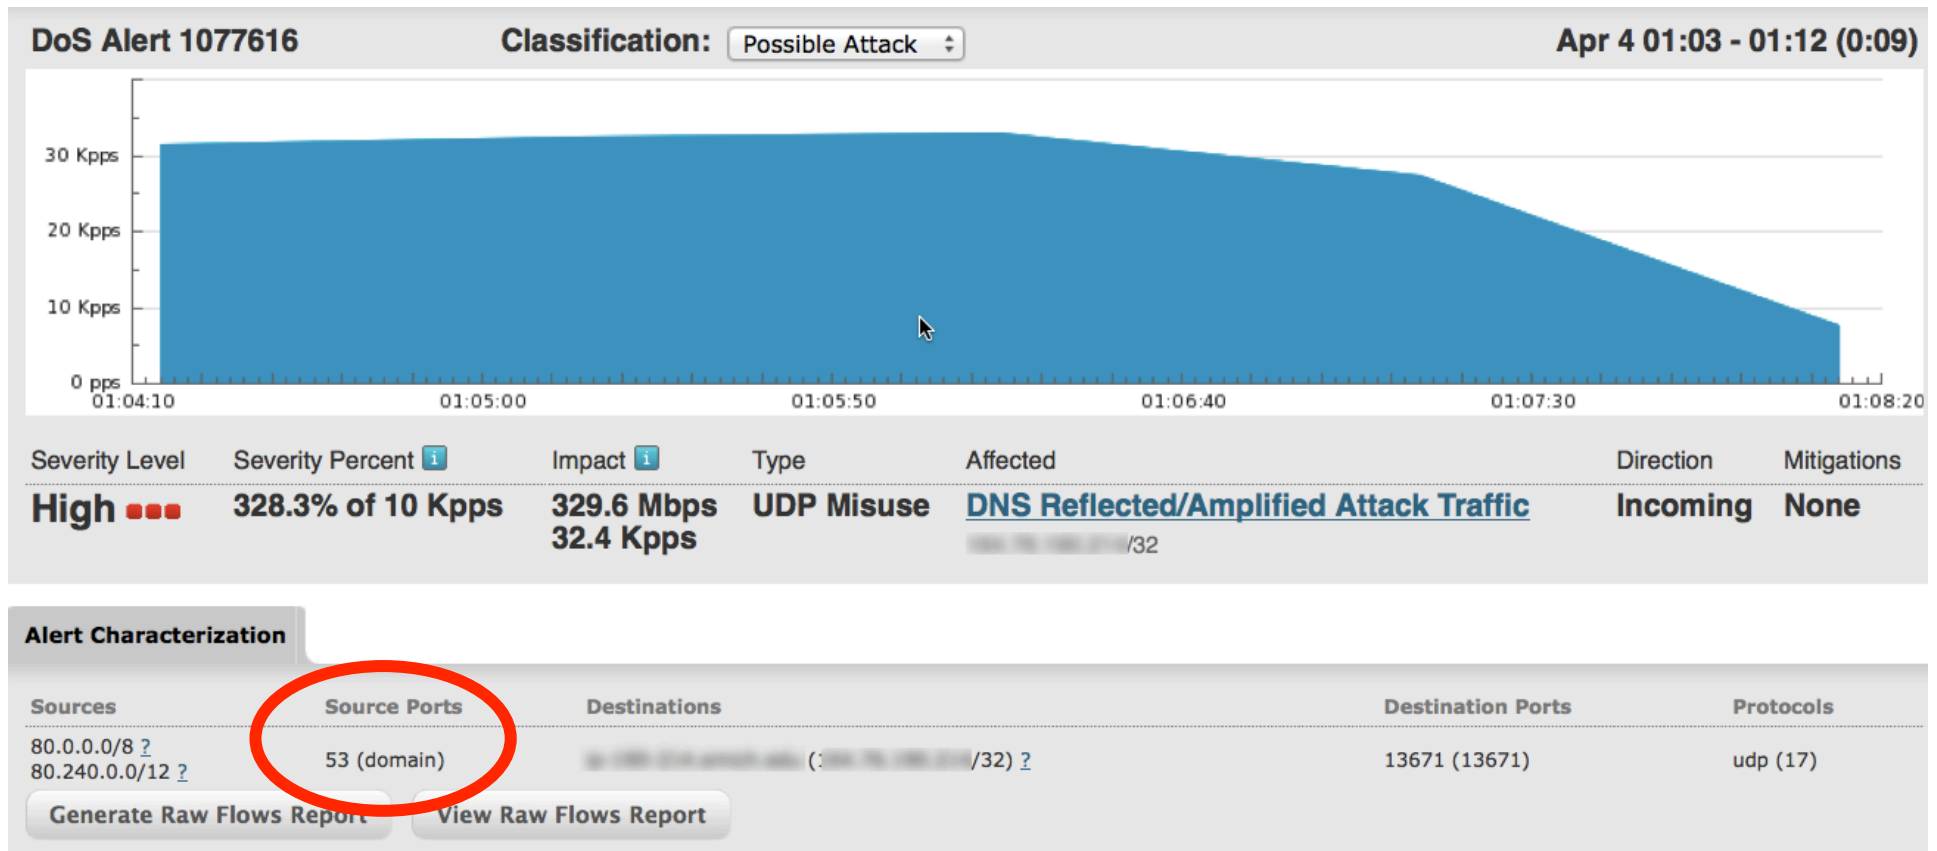 DoS Alert 1077616 Classification: Possible Attack Apr 4 01:03 - 01:12 (0:09)
30 Kpps
20 Kpps
10 Kpps
0 pps
01:04:10 01:05:00 01:05:50 01:06:40 01:07:30 01:08:20
Severity Level Severity Percent i Impact i Type Affected Direction Mitigations
High 328.3% of 10 Kpps 329.6 Mbps UDP Misuse DNS Reflected/Amplified Attack Traffic Incoming None
32.4 Kpps
/32
Alert Characterization
Sources Source Ports Destinations Destination Ports Protocols
80.0.0.0/8 ?
53 (domain) ( /32) ? 13671 (13671) udp (17)
80.240.0.0/12 ?
Generate Raw Flows Report View Raw Flows Report